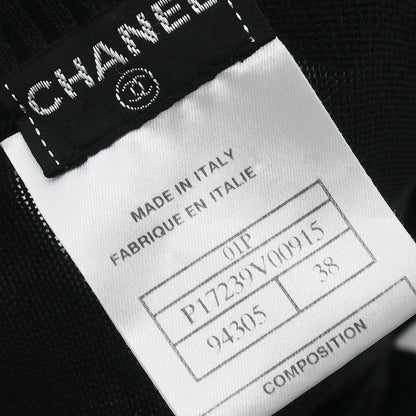 CHANEL
MADE IN ITALY
FABRIQUE EN ITALIE
01P
P17239V00915
94305 38
COMPOSITION